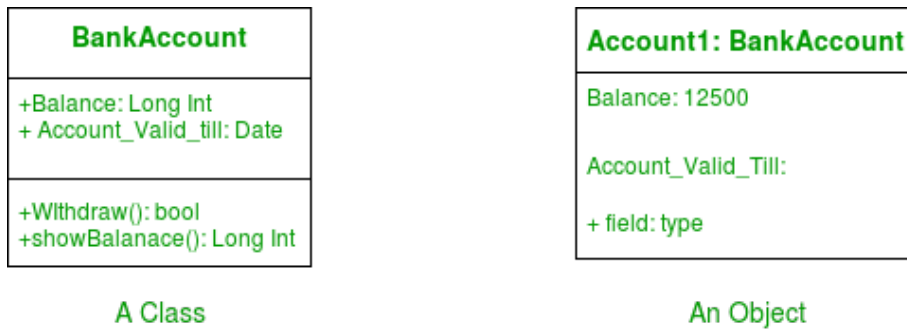 BankAccount
+Balance: Long Int
+ Account_Valid_till: Date
+WIthdraw(): bool
+showBalanace(): Long Int
A Class
Account1: BankAccount
Balance: 12500
Account_Valid_Till:
+ field: type
An Object